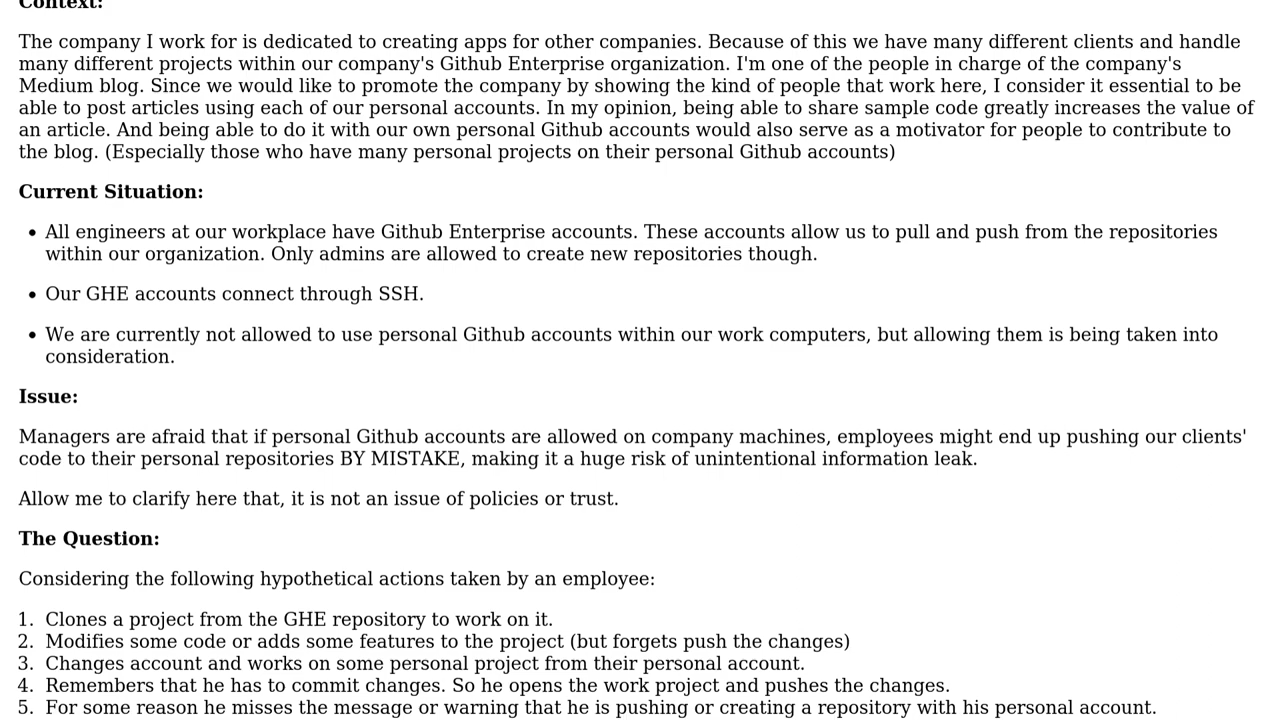 Context:
The company I work for is dedicated to creating apps for other companies. Because of this we have many different clients and handle
many different projects within our company's Github Enterprise organization. I'm one of the people in charge of the company's
Medium blog. Since we would like to promote the company by showing the kind of people that work here, I consider it essential to be
able to post articles using each of our personal accounts. In my opinion, being able to share sample code greatly increases the value of
an article. And being able to do it with our own personal Github accounts would also serve as a motivator for people to contribute to
the blog. (Especially those who have many personal projects on their personal Github accounts)
Current Situation:
• All engineers at our workplace have Github Enterprise accounts. These accounts allow us to pull and push from the repositories
within our organization. Only admins are allowed to create new repositories though.
• Our GHE accounts connect through SSH.
• We are currently not allowed to use personal Github accounts within our work computers, but allowing them is being taken into
consideration.
Issue:
Managers are afraid that if personal Github accounts are allowed on company machines, employees might end up pushing our clients'
code to their personal repositories BY MISTAKE, making it a huge risk of unintentional information leak.
Allow me to clarify here that, it is not an issue of policies or trust.
The Question:
Considering the following hypothetical actions taken by an employee:
1. Clones a project from the GHE repository to work on it.
2. Modifies some code or adds some features to the project (but forgets push the changes)
3. Changes account and works on some personal project from their personal account.
4. Remembers that he has to commit changes. So he opens the work project and pushes the changes.
5. For some reason he misses the message or warning that he is pushing or creating a repository with his personal account.